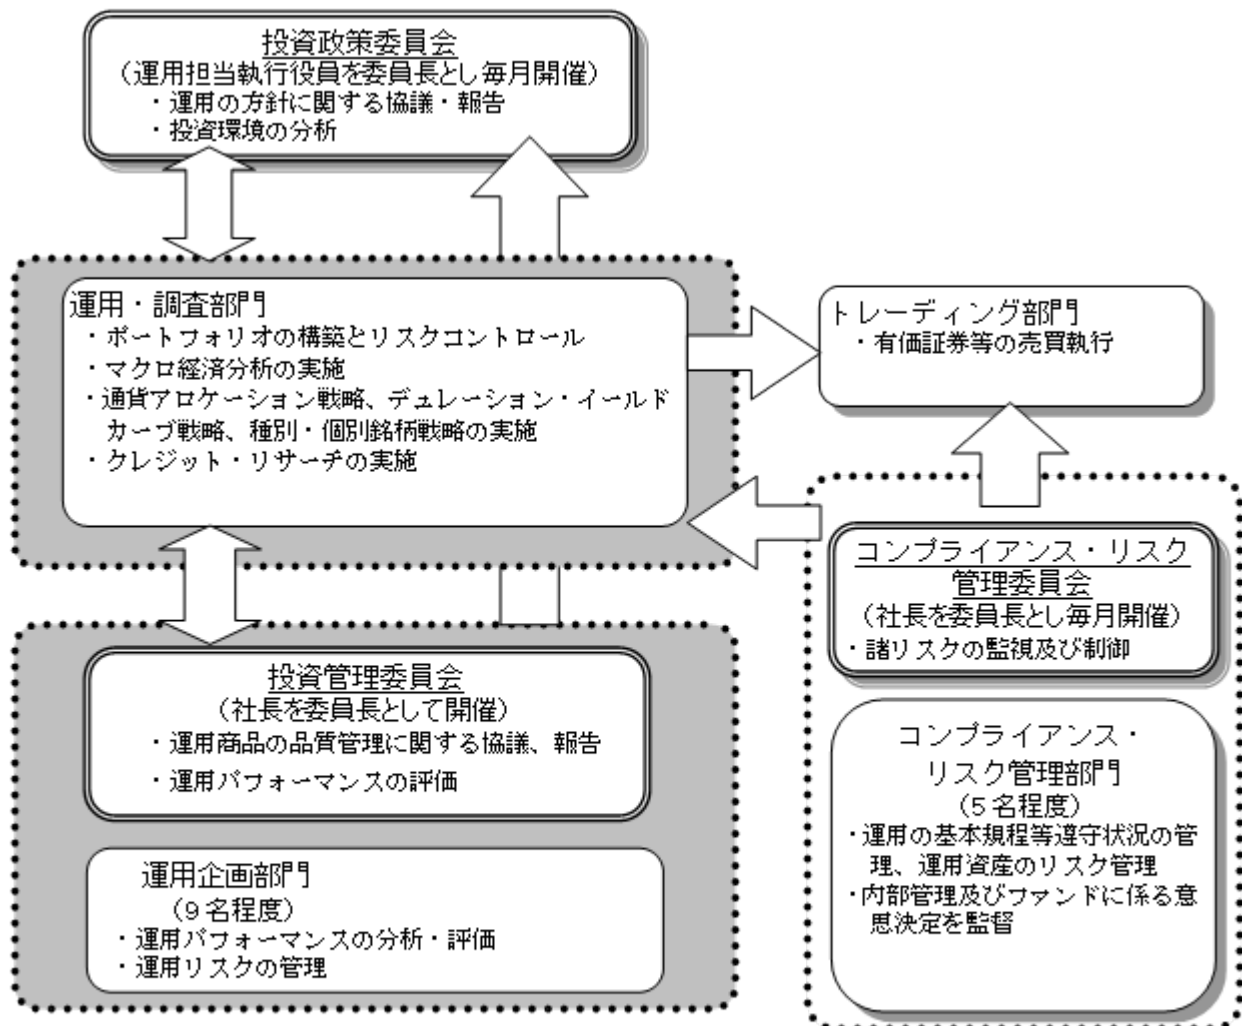 投資政策委員会
（運用担当執行役員を委員長とし毎月開催）
・運用の方針に関する協議・報告
・投資環境の分析
運用・調査部門
・ポートフォリオの構築とリスクコントロール
・マクロ経済分析の実施
・通貨アロケーション戦略、デュレーション・イールド
カーブ戦略、種別・個別銘柄戦略の実施
・クレジット・リサーチの実施
トレーディング部門
・有価証券等の売買執行
コンプライアンス・リスク
管理委員会
（社長を委員長とし毎月開催）
・諸リスクの監視及び制御
投資管理委員会
（社長を委員長として開催）
・運用商品の品質管理に関する協議、報告
・運用パフォーマンスの評価
運用企画部門
（９名程度）
・運用パフォーマンスの分析・評価
・運用リスクの管理
コンプライアンス・
リスク管理部門
（５名程度）
・運用の基本規程等遵守状況の管
理、運用資産のリスク管理
・内部管理及びファンドに係る意
思決定を監督